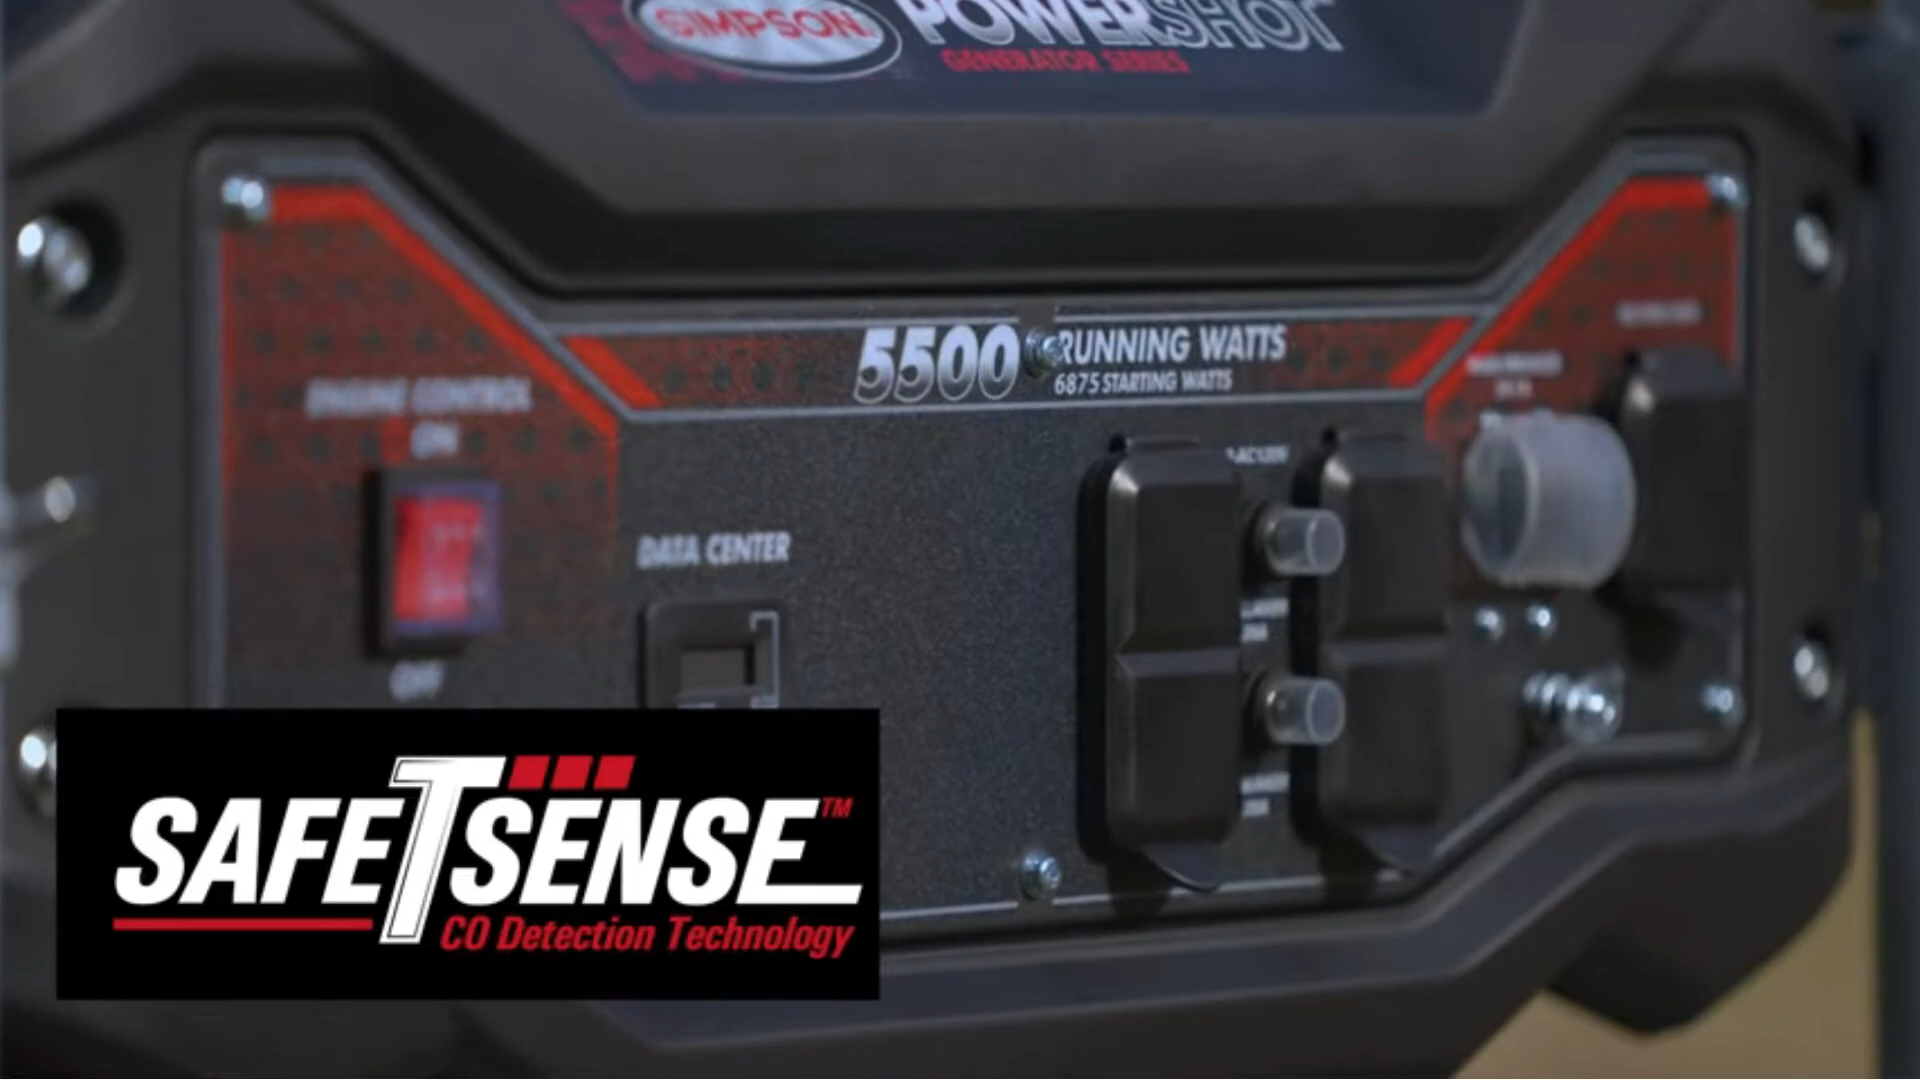 SIMPSON
POWERSHOT
GENERATOR SERIES
5500 RUNNING WATTS
6875 STARTING WATTS
ENGINE CONTROL
ON
OFF
DATA CENTER
SAFETSENSE™
CO Detection Technology